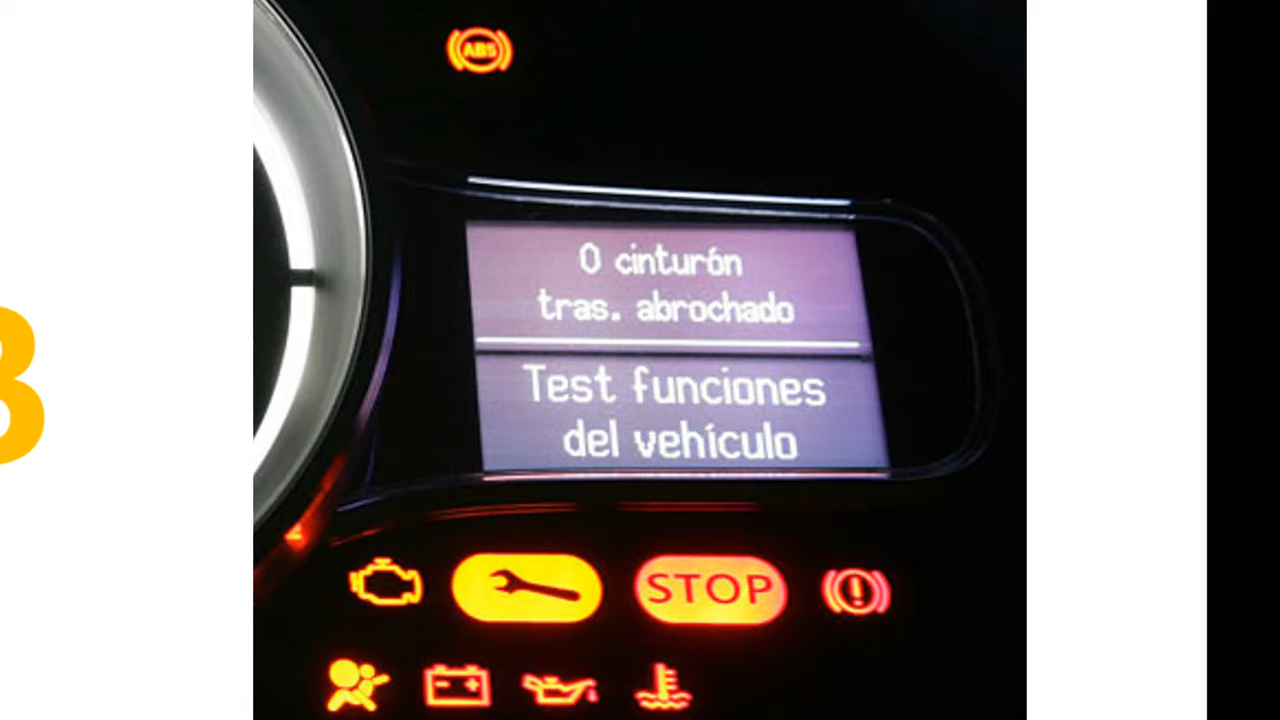 ABS
0 cinturón
tras. abrochado
Test funciones
del vehículo
STOP